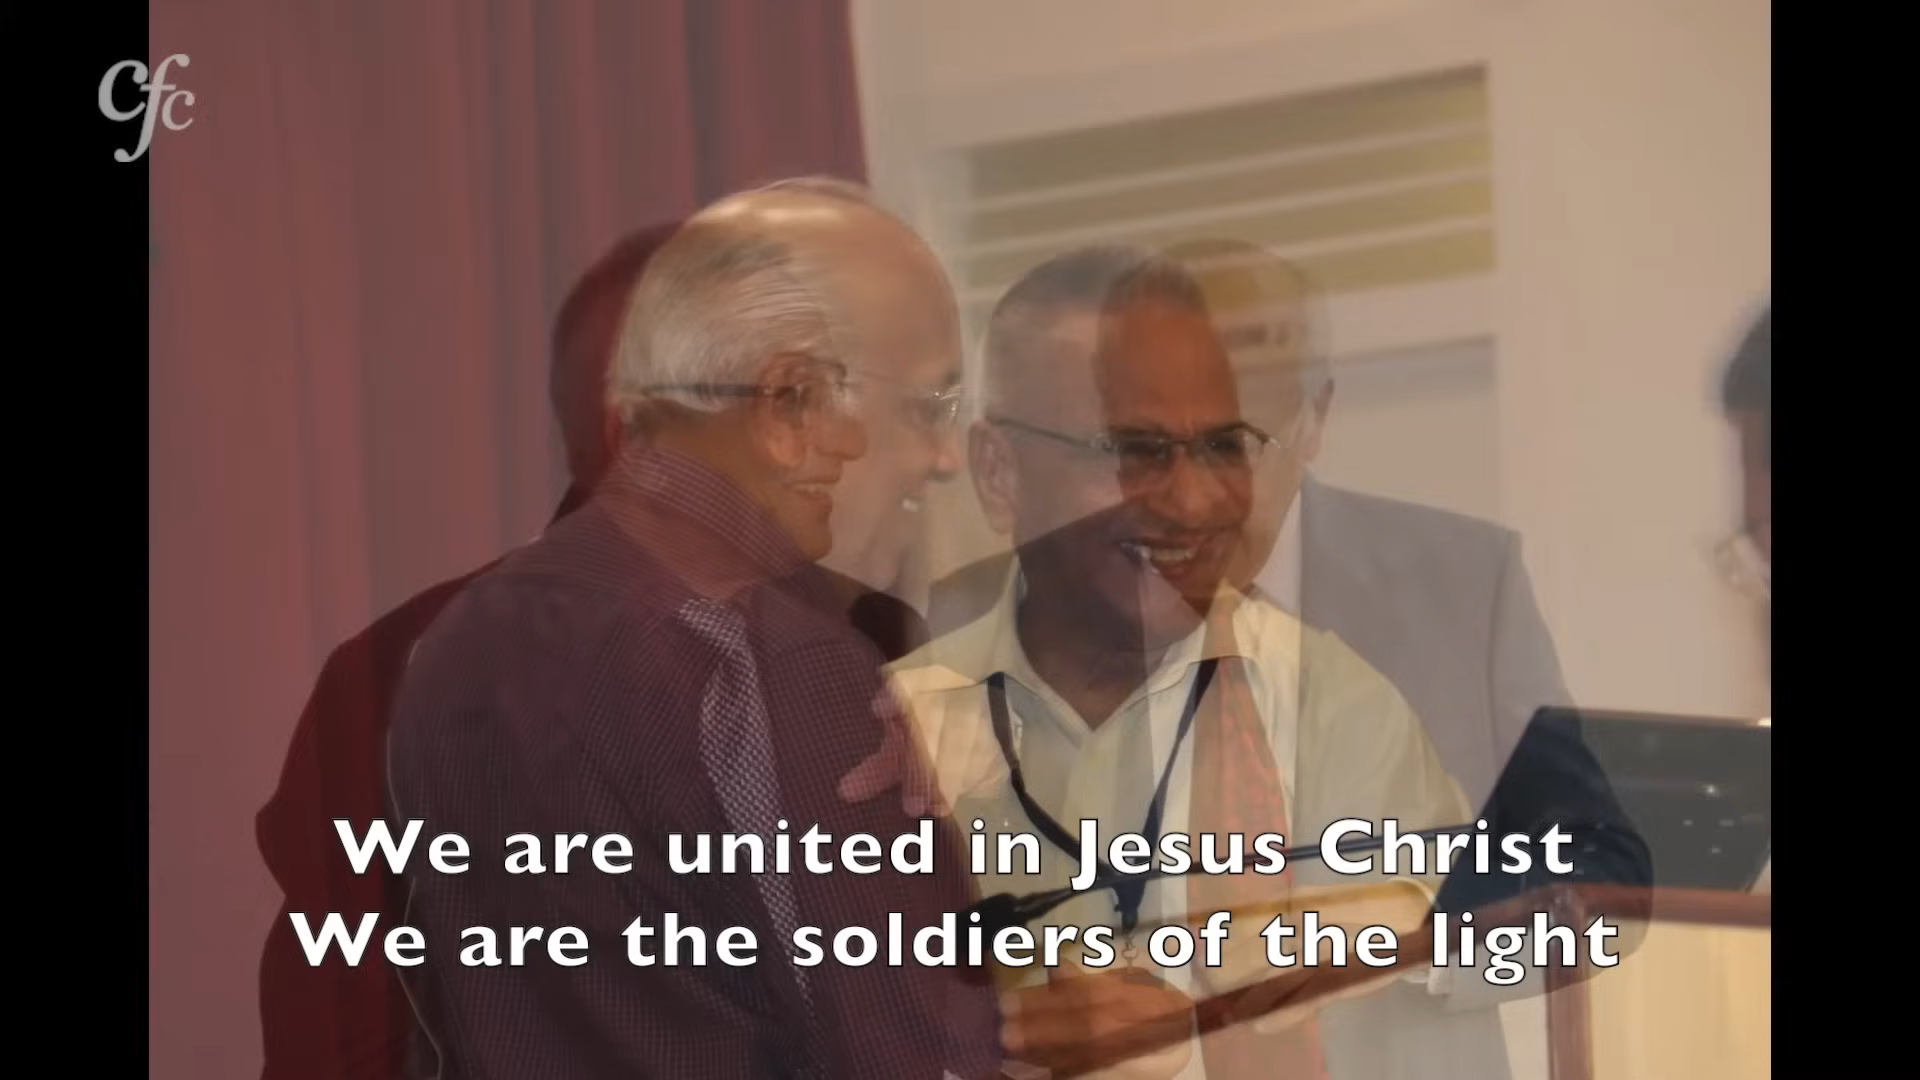 cfc
We are united in Jesus Christ
We are the soldiers of the light